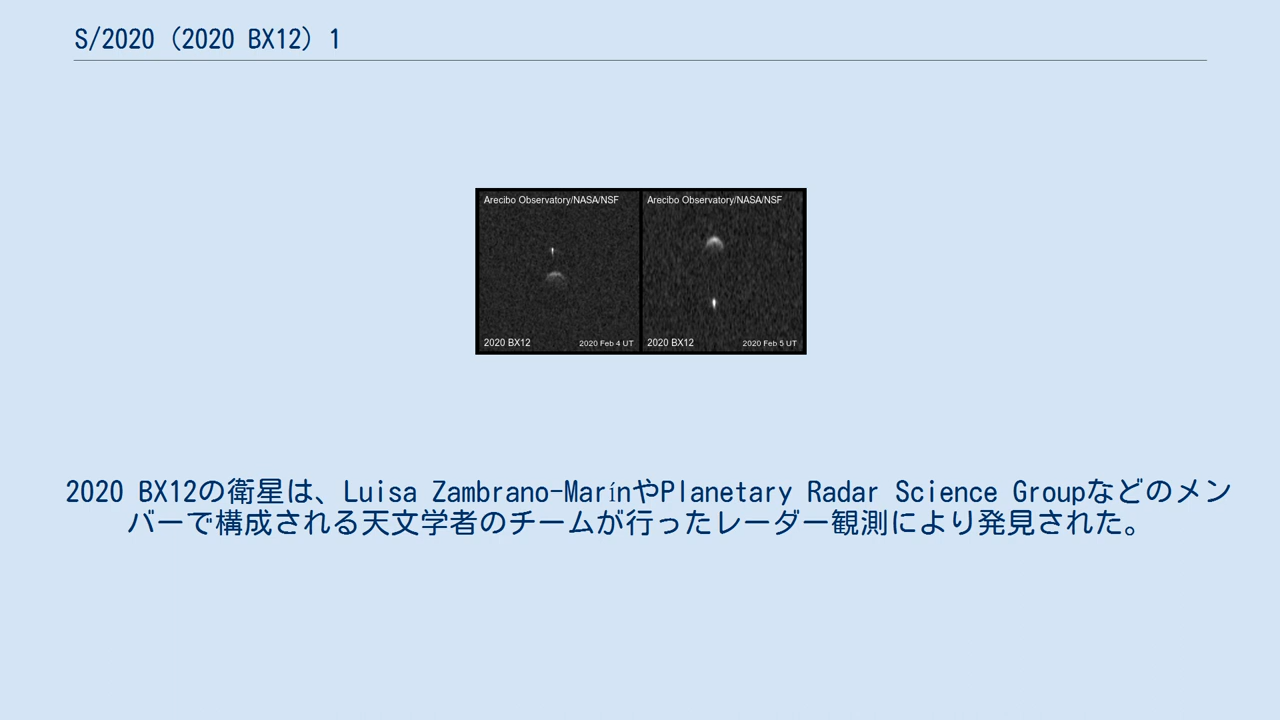 S/2020 (2020 BX12) 1
Arecibo Observatory/NASA/NSF
2020 BX12
2020 Feb 4 UT
Arecibo Observatory/NASA/NSF
2020 BX12
2020 Feb 5 UT
2020 BX12の衛星は、Luisa Zambrano-MarínやPlanetary Radar Science Groupなどのメン
バーで構成される天文学者のチームが行ったレーダー観測により発見された。